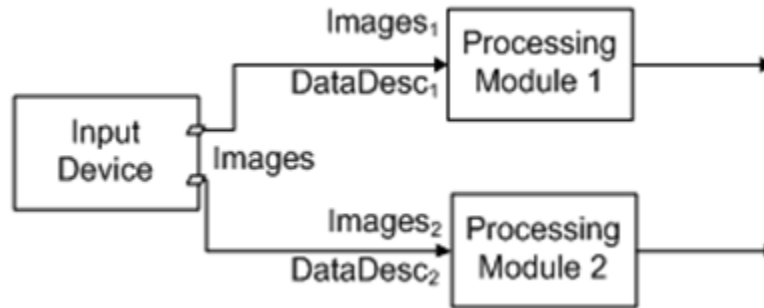 Images₁
DataDesc₁
Processing
Module 1
Input
Device
Images
Images₂
DataDesc₂
Processing
Module 2